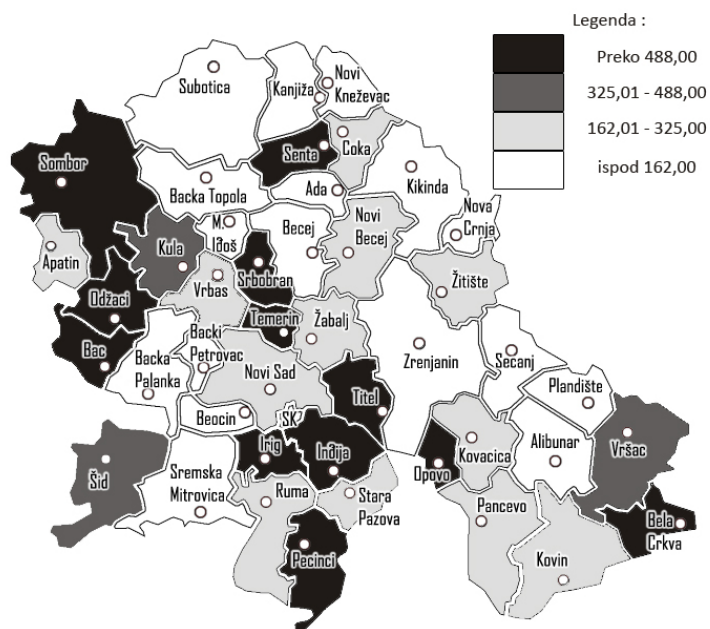 Legenda :
Preko 488,00
325,01 - 488,00
162,01 - 325,00
ispod 162,00
Subotica
Kanjiža
Novi
Kneževac
Sombor
Senta
Coka
Backa Topola
Ada
Kikinda
Nova
Crnja
Apatin
Kula
M.
Iđoš
Becej
Novi
Becej
Srbobran
Vrbas
Žitište
Odžaci
Temerin
Žabalj
Bac
Backa
Palanka
Backi
Petrovac
Novi Sad
Zrenjanin
Secanj
Titel
Plandište
Beocin
SK
Irig
Inđija
Opovo
Kovacica
Alibunar
Vršac
Šid
Sremska
Mitrovica
Ruma
Stara
Pazova
Pancevo
Pecinci
Kovin
Bela
Crkva